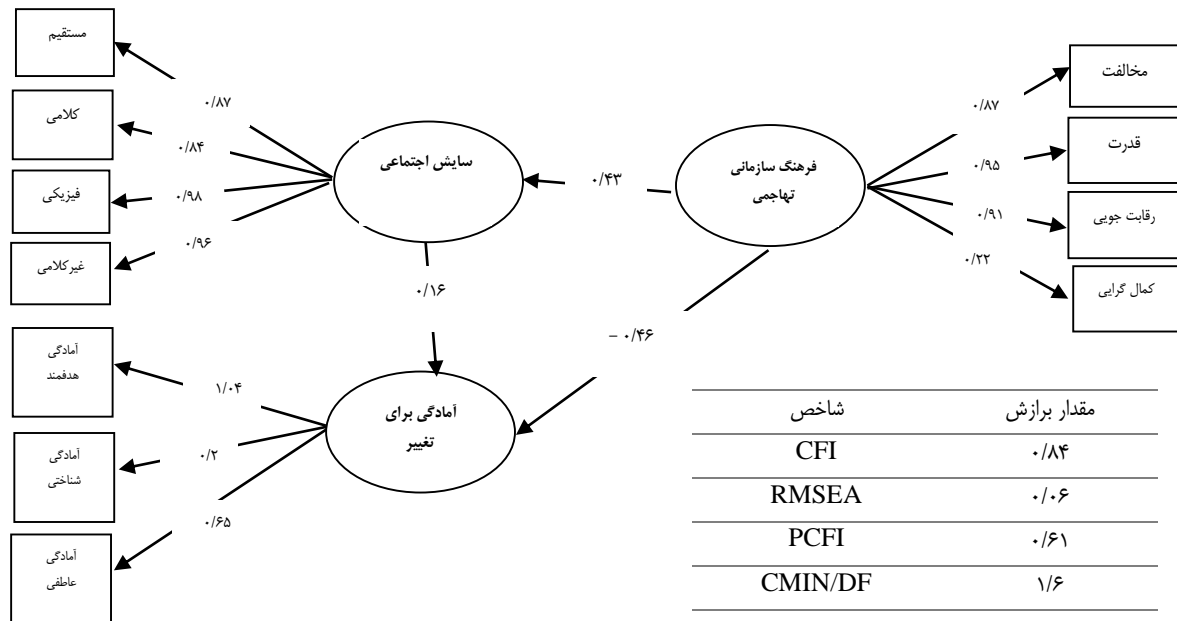 مستقیم
کلامی
فیزیکی
غیرکلامی
۰/۸۷
۰/۸۴
۰/۹۸
۰/۹۶
سایش اجتماعی
۰/۴۳
فرهنگ سازمانی
تهاجمی
۰/۸۷
۰/۹۵
۰/۹۱
۰/۲۲
مخالفت
قدرت
رقابت جویی
کمال گرایی
۰/۱۶
– ۰/۴۶
آمادگی
هدفمند
آمادگی
شناختی
آمادگی
عاطفی
۱/۰۴
۰/۲
۰/۶۵
آمادگی برای
تغییر
مقدار برازش شاخص
۰/۸۴ CFI
۰/۰۶ RMSEA
۰/۶۱ PCFI
۱/۶ CMIN/DF